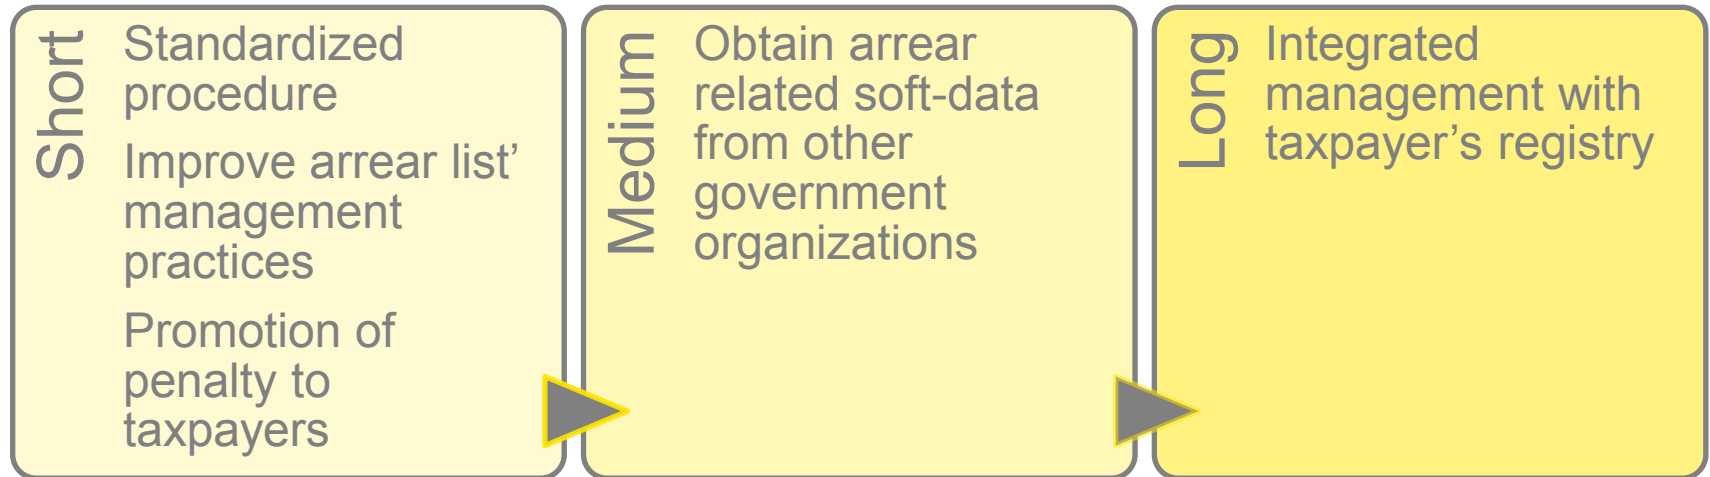 Short
Standardized
procedure
Improve arrear list’
management
practices
Promotion of
penalty to
taxpayers
Medium
Obtain arrear
related soft-data
from other
government
organizations
Long
Integrated
management with
taxpayer’s registry